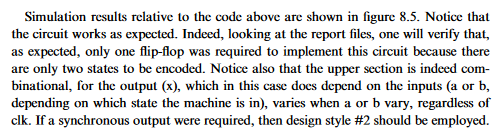 Simulation results relative to the code above are shown in figure 8.5. Notice that
the circuit works as expected. Indeed, looking at the report files, one will verify that,
as expected, only one flip-flop was required to implement this circuit because there
are only two states to be encoded. Notice also that the upper section is indeed com-
binational, for the output (x), which in this case does depend on the inputs (a or b,
depending on which state the machine is in), varies when a or b vary, regardless of
clk. If a synchronous output were required, then design style #2 should be employed.